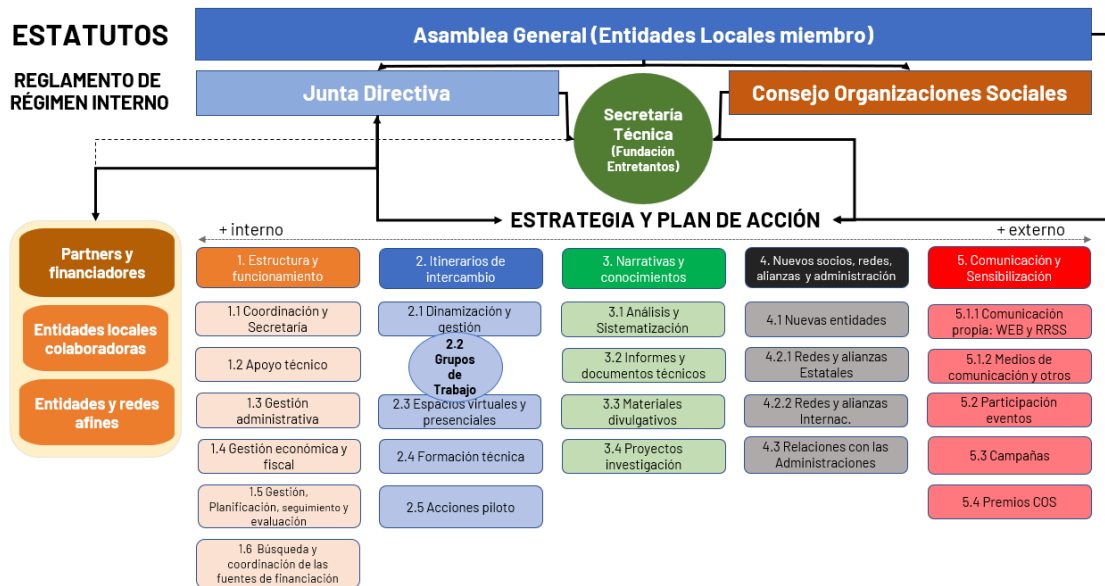 ESTATUTOS
Asamblea General (Entidades Locales miembro)
REGLAMENTO DE
RÉGIMEN INTERNO
Junta Directiva
Consejo Organizaciones Sociales
Secretaría
Técnica
(Fundación
Entretantos)
ESTRATEGIA Y PLAN DE ACCIÓN
+ interno
+ externo
Partners y
financiadores
Entidades locales
colaboradoras
Entidades y redes
afines
1. Estructura y
funcionamiento
1.1 Coordinación y
Secretaría
1.2 Apoyo técnico
1.3 Gestión
administrativa
1.4 Gestión económica y
fiscal
1.5 Gestión,
Planificación, seguimiento y
evaluación
1.6 Búsqueda y
coordinación de las
fuentes de financiación
2. Itinerarios de
intercambio
2.1 Dinamización y
gestión
2.2
Grupos
de
Trabajo
2.3 Espacios virtuales y
presenciales
2.4 Formación técnica
2.5 Acciones piloto
3. Narrativas y
conocimientos
3.1 Análisis y
Sistematización
3.2 Informes y
documentos técnicos
3.3 Materiales
divulgativos
3.4 Proyectos
investigación
4. Nuevos socios, redes,
alianzas y administración
4.1 Nuevas entidades
4.2.1 Redes y alianzas
Estatales
4.2.2 Redes y alianzas
Internac.
4.3 Relaciones con las
Administraciones
5. Comunicación y
Sensibilización
5.1.1 Comunicación
propia: WEB y RRSS
5.1.2 Medios de
comunicación y otros
5.2 Participación
eventos
5.3 Campañas
5.4 Premios COS